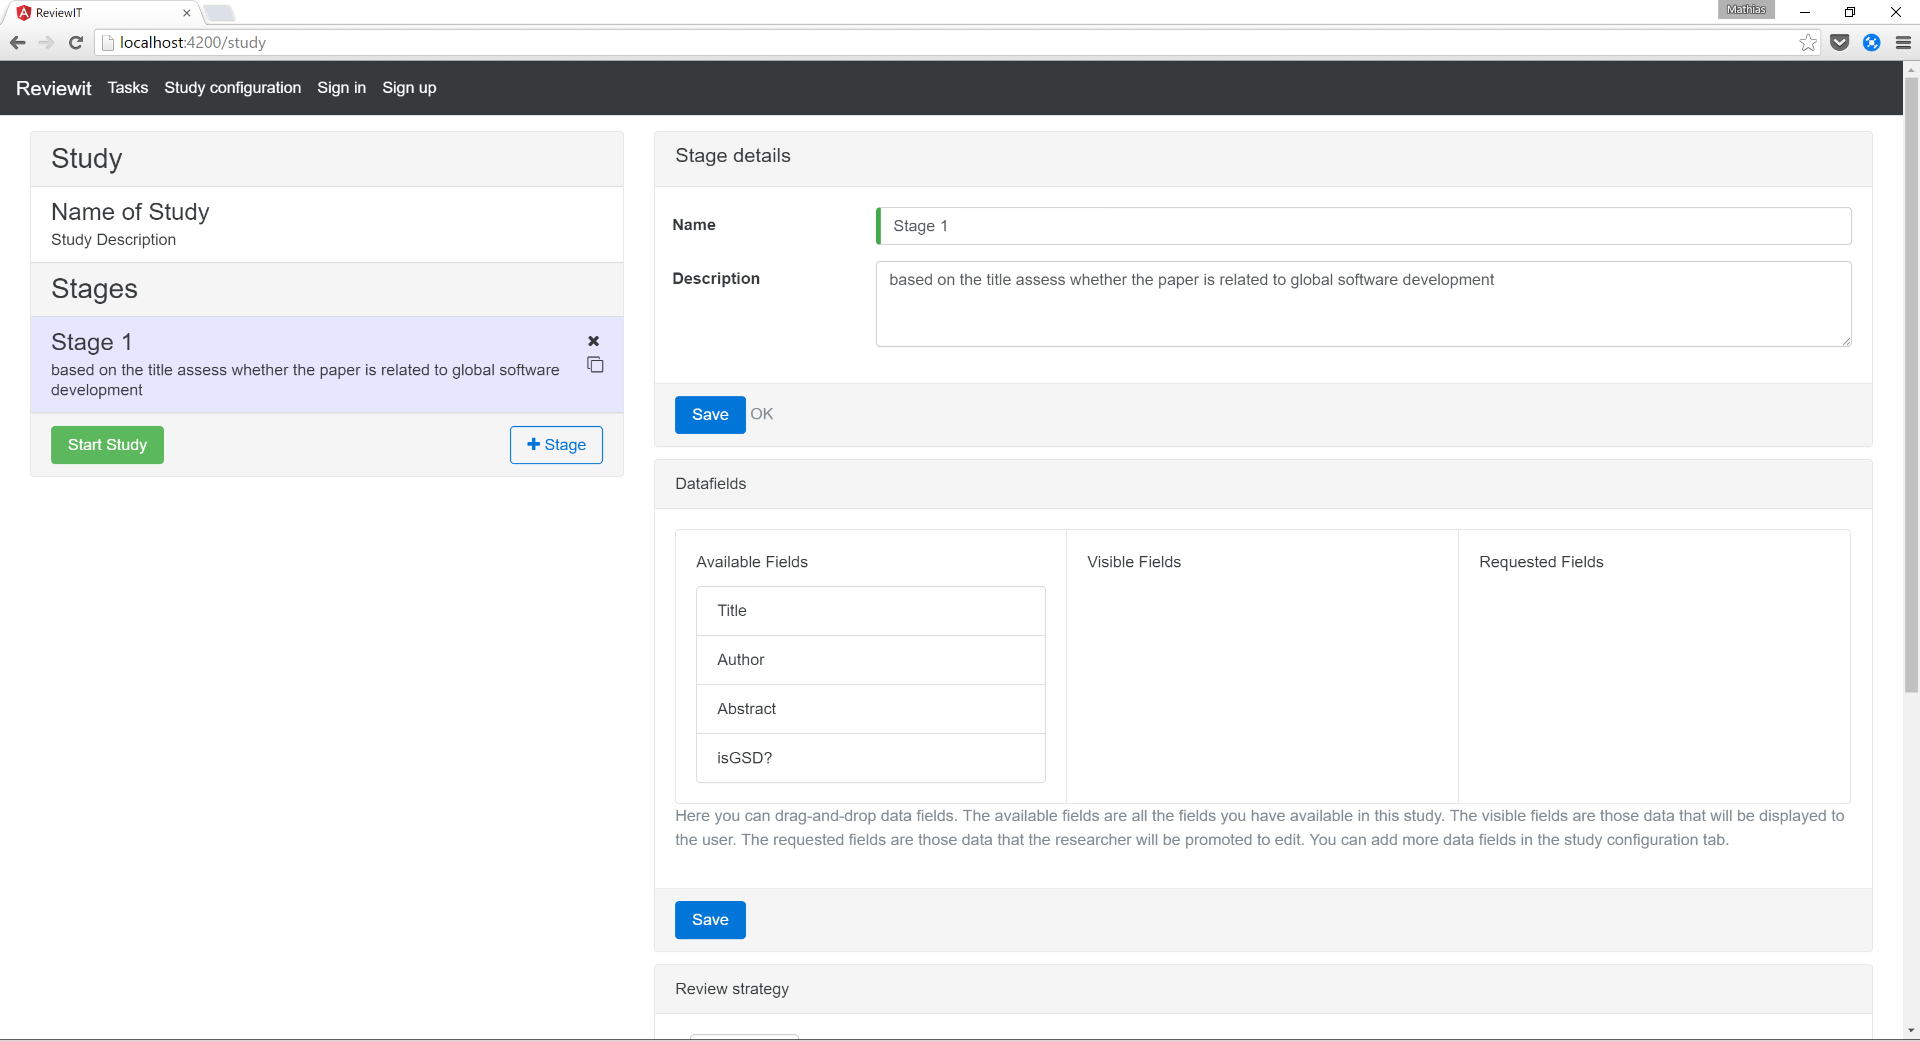 ReviewIT
Mathias
localhost:4200/study
Reviewit Tasks Study configuration Sign in Sign up
Study
Name of Study
Study Description
Stages
Stage 1
based on the title assess whether the paper is related to global software
development
Start Study
Stage
Stage details
Name
Stage 1
Description
based on the title assess whether the paper is related to global software development
Save OK
Datafields
Available Fields
Title
Author
Abstract
isGSD?
Visible Fields
Requested Fields
Here you can drag-and-drop data fields. The available fields are all the fields you have available in this study. The visible fields are those data that will be displayed to
the user. The requested fields are those data that the researcher will be promoted to edit. You can add more data fields in the study configuration tab.
Save
Review strategy